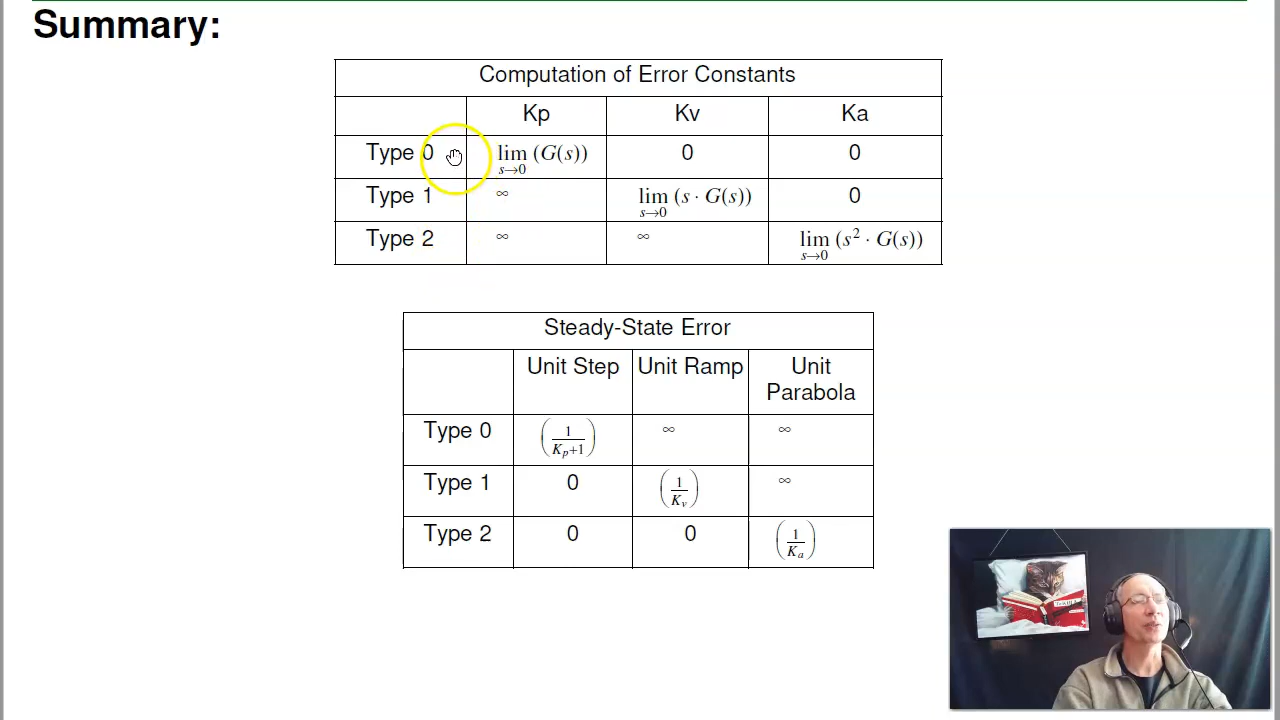 Summary:
Computation of Error Constants
Kp Kv Ka
Type 0 lim s→0 (G(s)) 0 0
Type 1 ∞ lim s→0 (s · G(s)) 0
Type 2 ∞ ∞ lim s→0 (s² · G(s))
Steady-State Error
Unit Step Unit Ramp Unit Parabola
Type 0 (1/(Kp+1)) ∞ ∞
Type 1 0 (1/Kv) ∞
Type 2 0 0 (1/Ka)